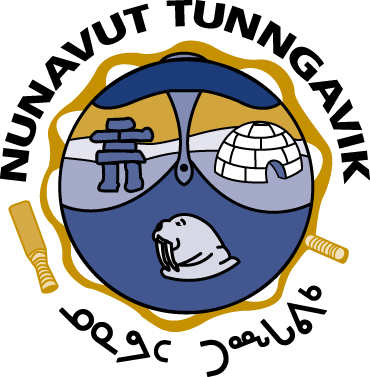 NUNAVUT TUNNGAVIK
ᓄᓇᕗᑦ ᑐᙵᕕᒃ